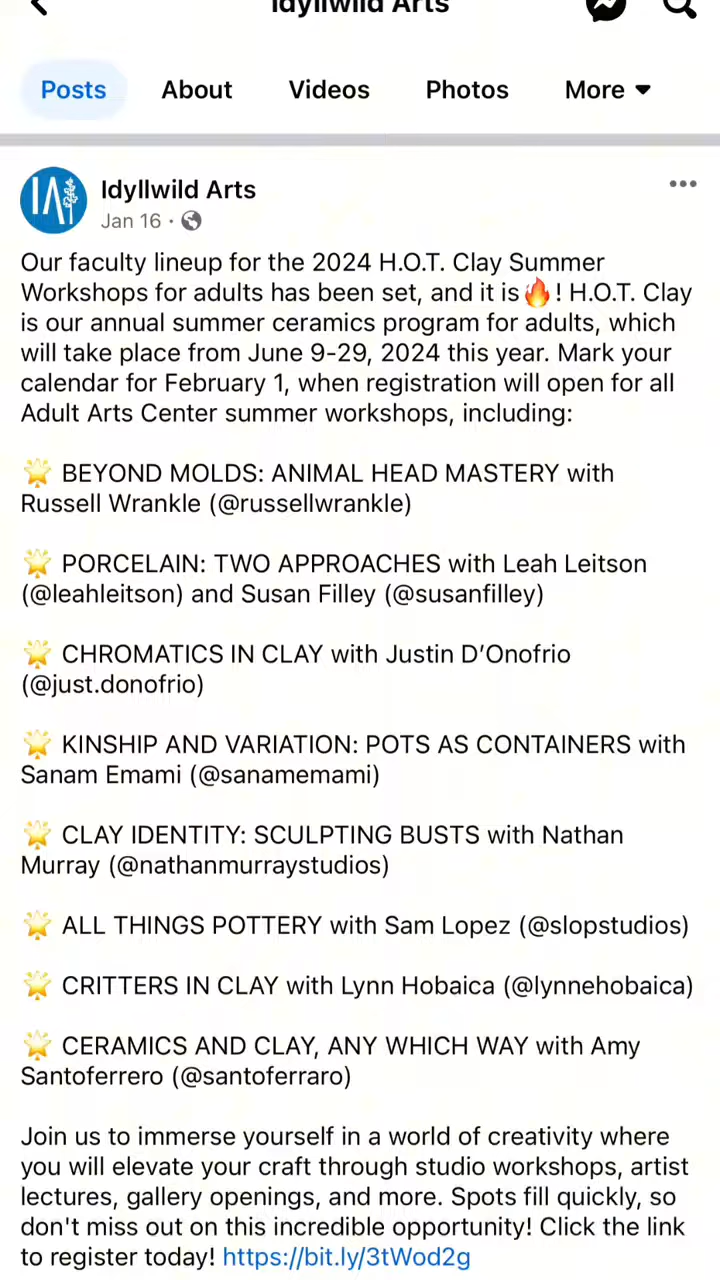 Idyllwild Arts
Posts About Videos Photos More
Idyllwild Arts
Jan 16 ·
Our faculty lineup for the 2024 H.O.T. Clay Summer
Workshops for adults has been set, and it is🔥! H.O.T. Clay
is our annual summer ceramics program for adults, which
will take place from June 9-29, 2024 this year. Mark your
calendar for February 1, when registration will open for all
Adult Arts Center summer workshops, including:
🌟 BEYOND MOLDS: ANIMAL HEAD MASTERY with
Russell Wrankle (@russellwrankle)
🌟 PORCELAIN: TWO APPROACHES with Leah Leitson
(@leahleitson) and Susan Filley (@susanfilley)
🌟 CHROMATICS IN CLAY with Justin D’Onofrio
(@just.donofrio)
🌟 KINSHIP AND VARIATION: POTS AS CONTAINERS with
Sanam Emami (@sanamemami)
🌟 CLAY IDENTITY: SCULPTING BUSTS with Nathan
Murray (@nathanmurraystudios)
🌟 ALL THINGS POTTERY with Sam Lopez (@slopstudios)
🌟 CRITTERS IN CLAY with Lynn Hobaica (@lynnehobaica)
🌟 CERAMICS AND CLAY, ANY WHICH WAY with Amy
Santoferrero (@santoferraro)
Join us to immerse yourself in a world of creativity where
you will elevate your craft through studio workshops, artist
lectures, gallery openings, and more. Spots fill quickly, so
don't miss out on this incredible opportunity! Click the link
to register today! https://bit.ly/3tWod2g